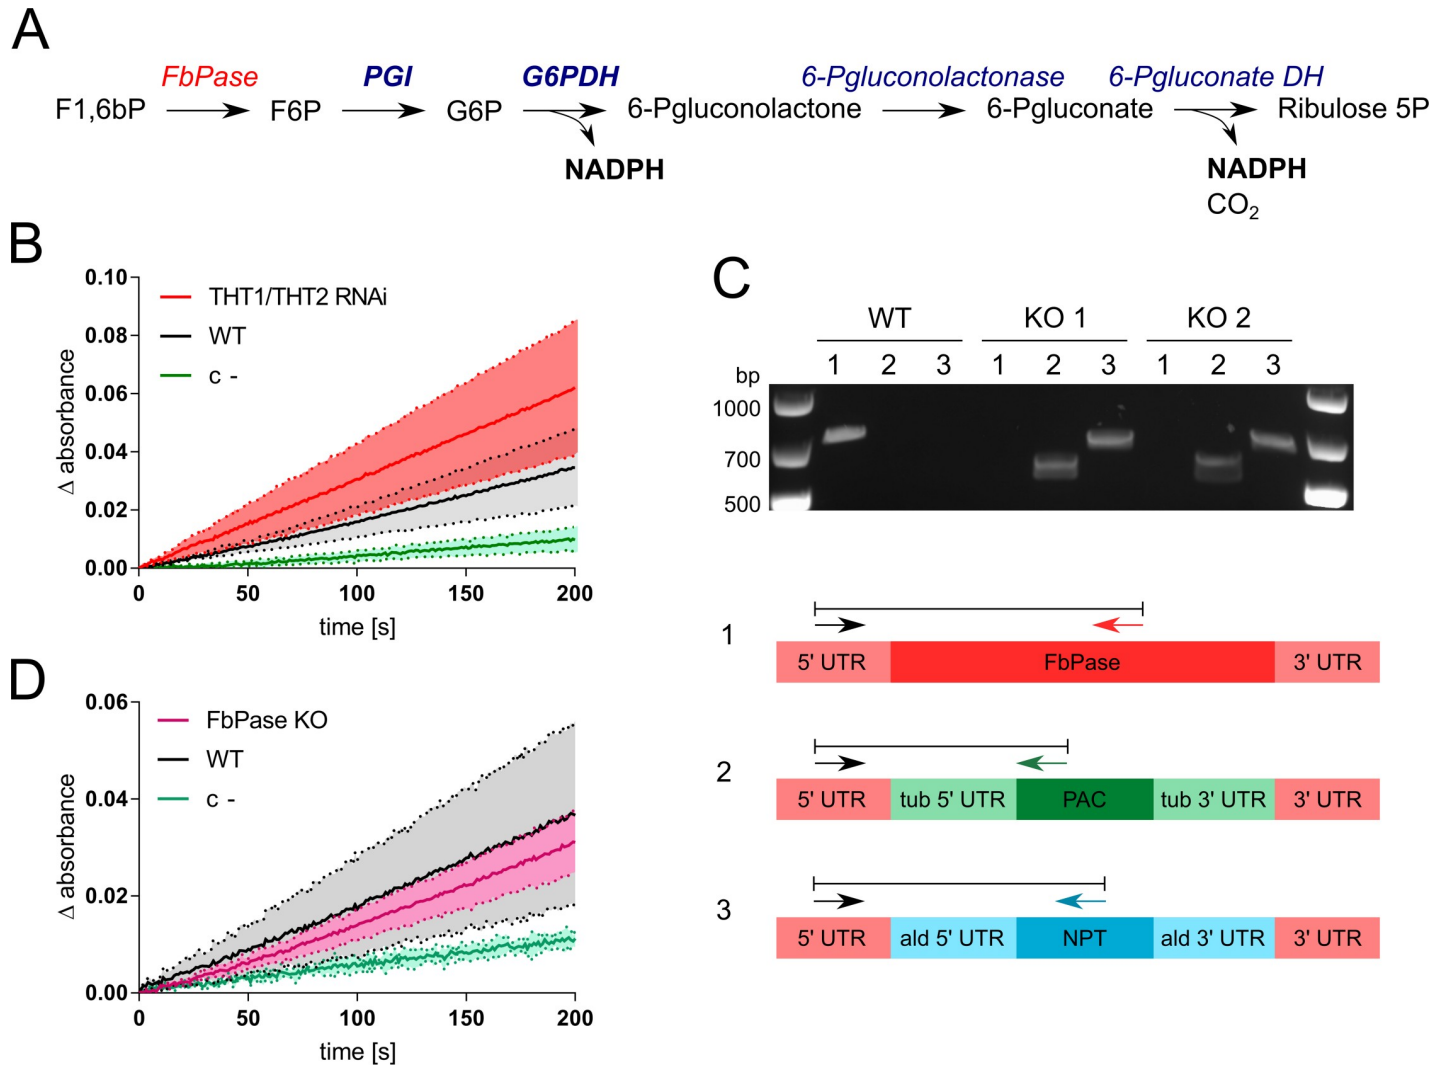 A
FbPase PGI G6PDH 6-Pgluconolactonase 6-Pgluconate DH
F1,6bP F6P G6P 6-Pgluconolactone 6-Pgluconate Ribulose 5P
NADPH NADPH
CO2
B
0.10
0.08
0.06
0.04
0.02
0.00
Δ absorbance
THT1/THT2 RNAi
WT
c -
0 50 100 150 200
time [s]
C
WT KO 1 KO 2
1 2 3 1 2 3 1 2 3
bp
1000
700
500
1
5' UTR FbPase 3' UTR
2
5' UTR tub 5' UTR PAC tub 3' UTR 3' UTR
3
5' UTR ald 5' UTR NPT ald 3' UTR 3' UTR
D
0.06
0.04
0.02
0.00
Δ absorbance
FbPase KO
WT
c -
0 50 100 150 200
time [s]